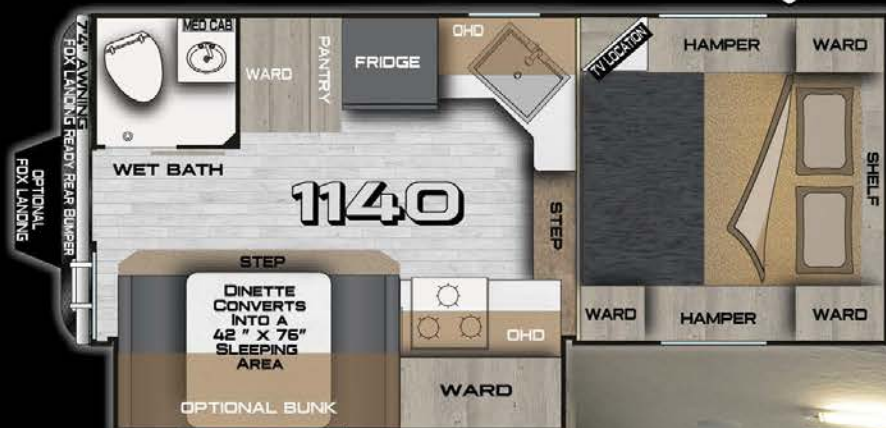 7'4" AWNING
FOX LANDING READY REAR BUMPER
OPTIONAL
FOX LANDING
MED CAB
WARD
PANTRY
FRIDGE
OHD
TV LOCATION
HAMPER
WARD
WET BATH
1140
STEP
SHELF
STEP
DINETTE
CONVERTS
INTO A
42 " X 76"
SLEEPING
AREA
OPTIONAL BUNK
OHD
WARD
WARD
HAMPER
WARD